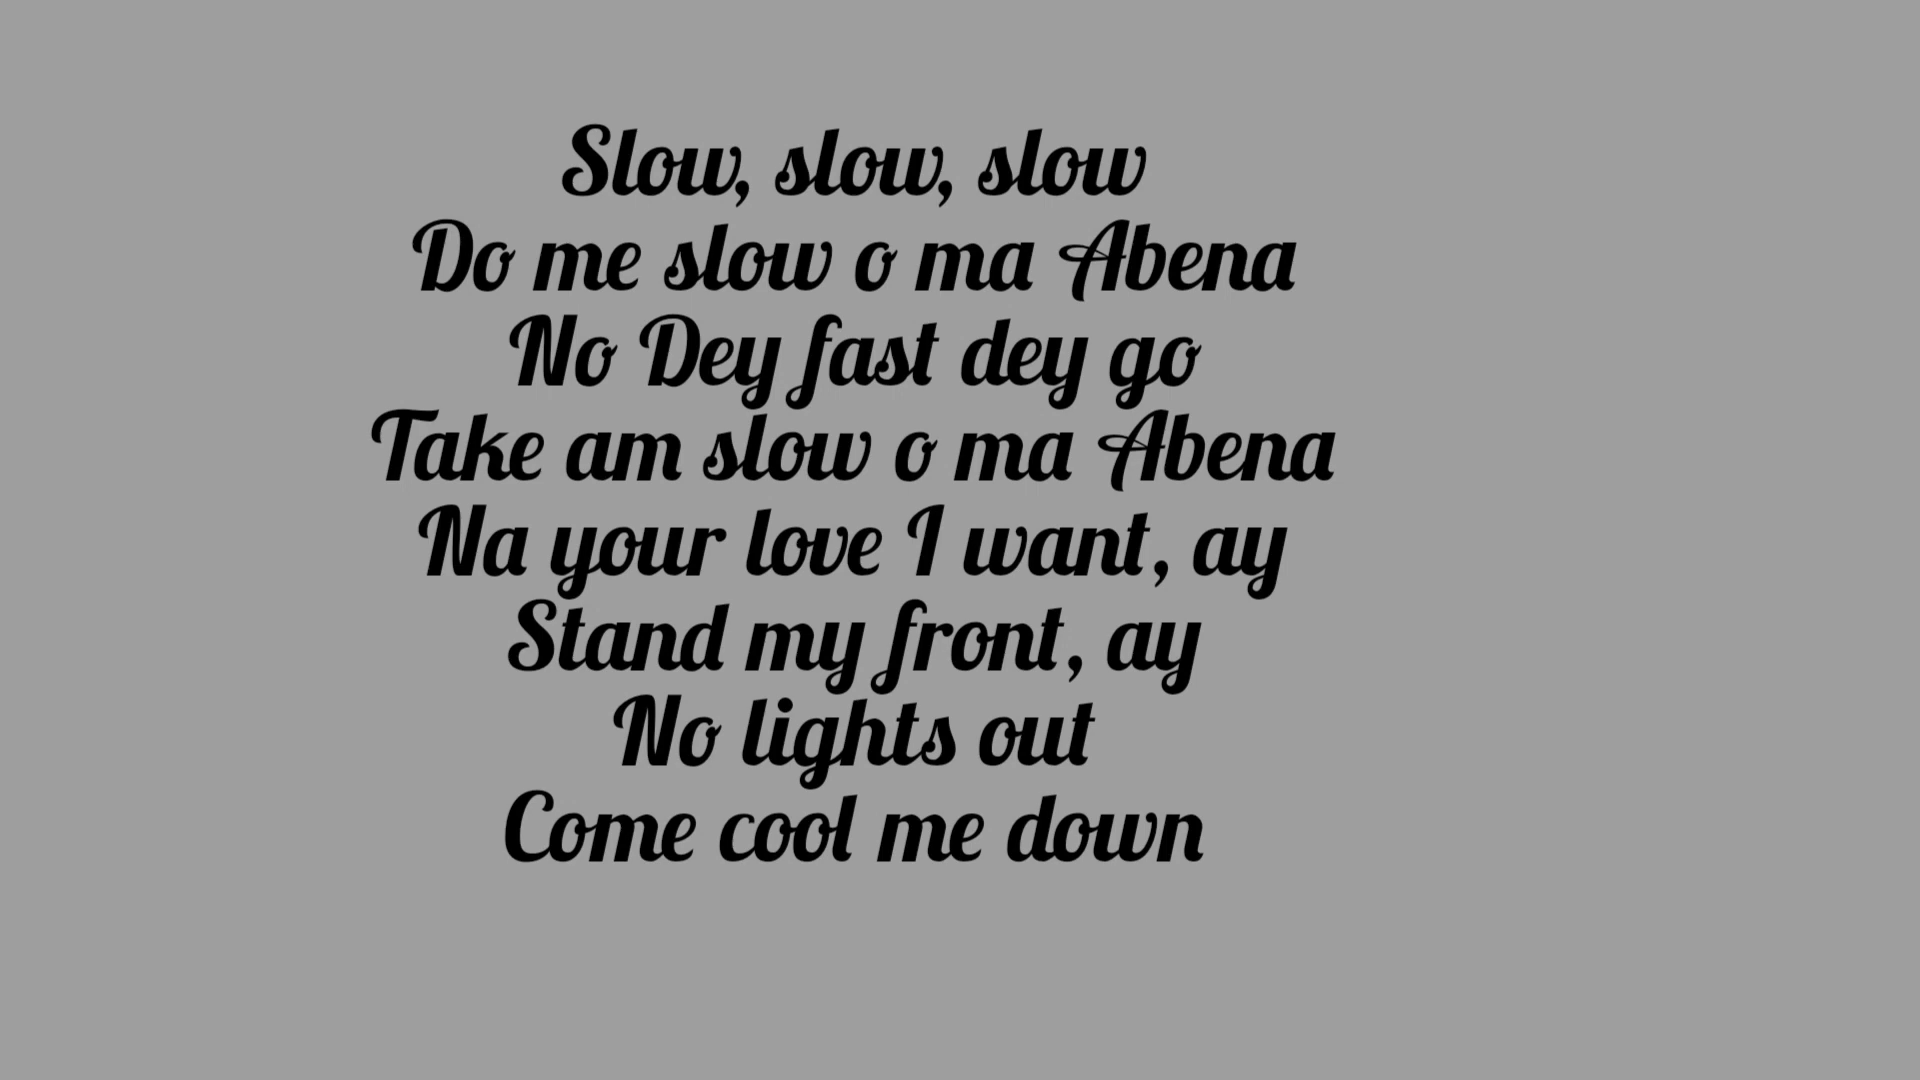 Slow, slow, slow
Do me slow o ma Abena
No Dey fast dey go
Take am slow o ma Abena
Na your love I want, ay
Stand my front, ay
No lights out
Come cool me down